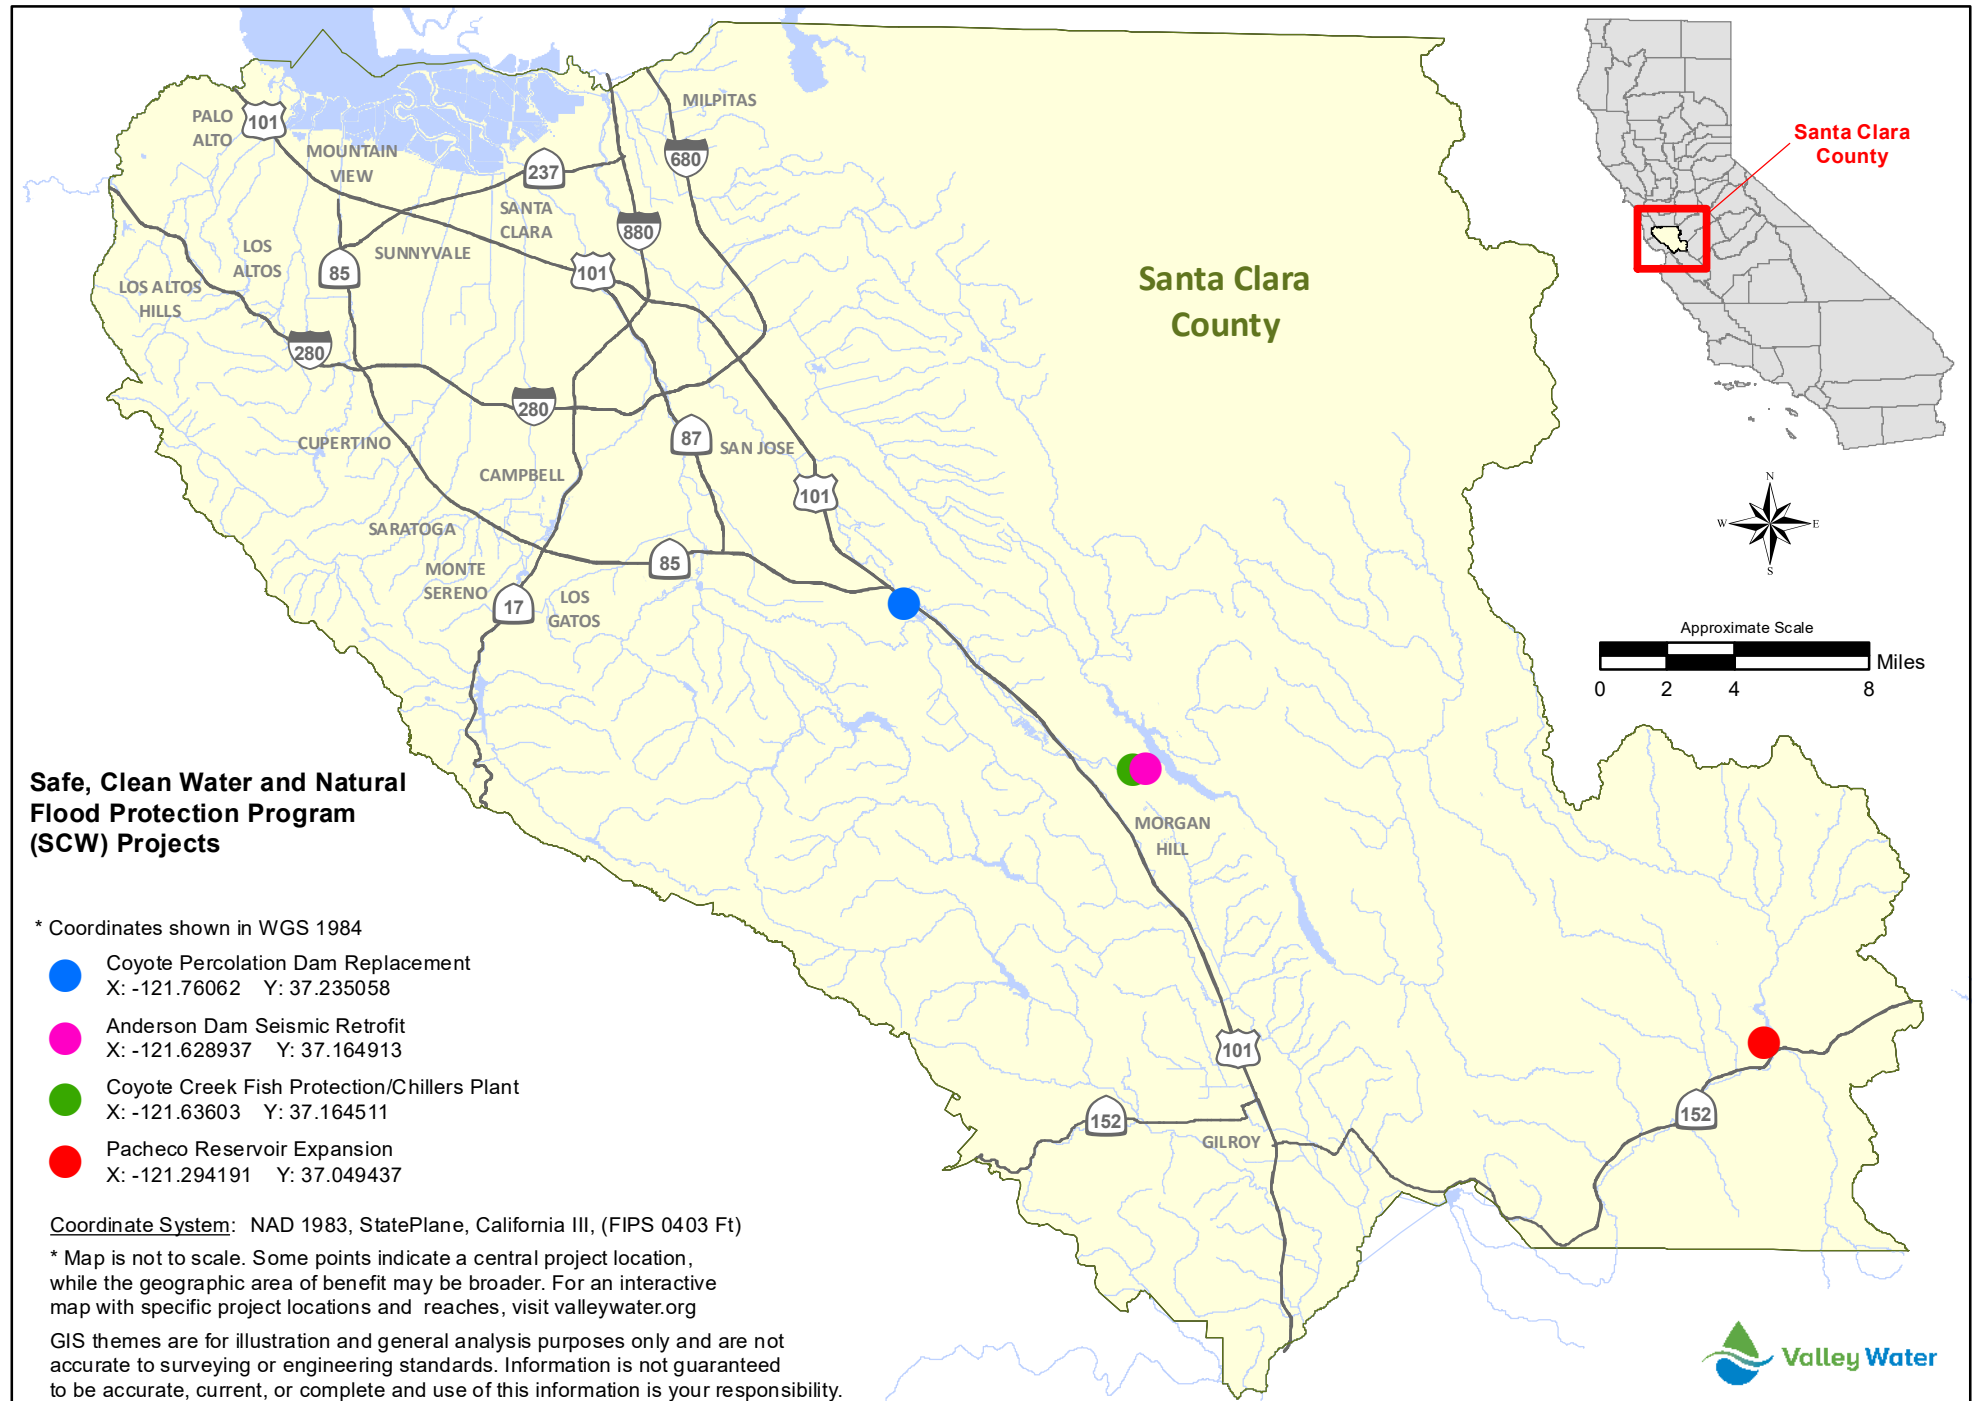 PALO
ALTO
101
MOUNTAIN
VIEW
237
SANTA
CLARA
MILPITAS
680
880
LOS
ALTOS
SUNNYVALE
85
101
LOS ALTOS
HILLS
280
280
CUPERTINO
CAMPBELL
87
SAN JOSE
101
SARATOGA
MONTE
SERENO
85
17
LOS
GATOS
Santa Clara
County
MORGAN
HILL
101
152
GILROY
152
Santa Clara
County
N
W
E
S
Approximate Scale
Miles
0
2
4
8
Safe, Clean Water and Natural
Flood Protection Program
(SCW) Projects
* Coordinates shown in WGS 1984
Coyote Percolation Dam Replacement
X: -121.76062 Y: 37.235058
Anderson Dam Seismic Retrofit
X: -121.628937 Y: 37.164913
Coyote Creek Fish Protection/Chillers Plant
X: -121.63603 Y: 37.164511
Pacheco Reservoir Expansion
X: -121.294191 Y: 37.049437
Coordinate System: NAD 1983, StatePlane, California III, (FIPS 0403 Ft)
* Map is not to scale. Some points indicate a central project location,
while the geographic area of benefit may be broader. For an interactive
map with specific project locations and reaches, visit valleywater.org
GIS themes are for illustration and general analysis purposes only and are not
accurate to surveying or engineering standards. Information is not guaranteed
to be accurate, current, or complete and use of this information is your responsibility.
Valley Water